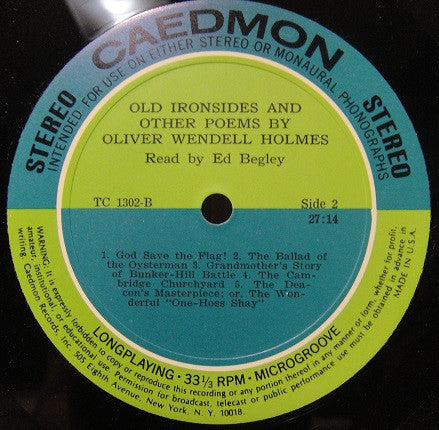 CAEDMON
INTENDED FOR USE ON EITHER STEREO OR MONAURAL PHONOGRAPHS
STEREO
STEREO
OLD IRONSIDES AND
OTHER POEMS BY
OLIVER WENDELL HOLMES
Read by Ed Begley
TC 1302-B
Side 2
27:14
1. God Save the Flag! 2. The Ballad of
the Oysterman 3. Grandmother's Story
of Bunker-Hill Battle 4. The Cam-
bridge Churchyard 5. The Dea-
con's Masterpiece; or, The Won-
derful "One-Hoss Shay"
LONGPLAYING · 33⅓ RPM · MICROGROOVE
WARNING: It is expressly forbidden to copy or reproduce this recording or any portion thereof in any manner or form, whether for profit,
amateur, institutional or educational use. Permission for broadcast, telecast or public performance use must be obtained in advance in
writing. Caedmon Records Inc. 505 Eighth Avenue, New York, N. Y. 10018.
MADE IN U.S.A.